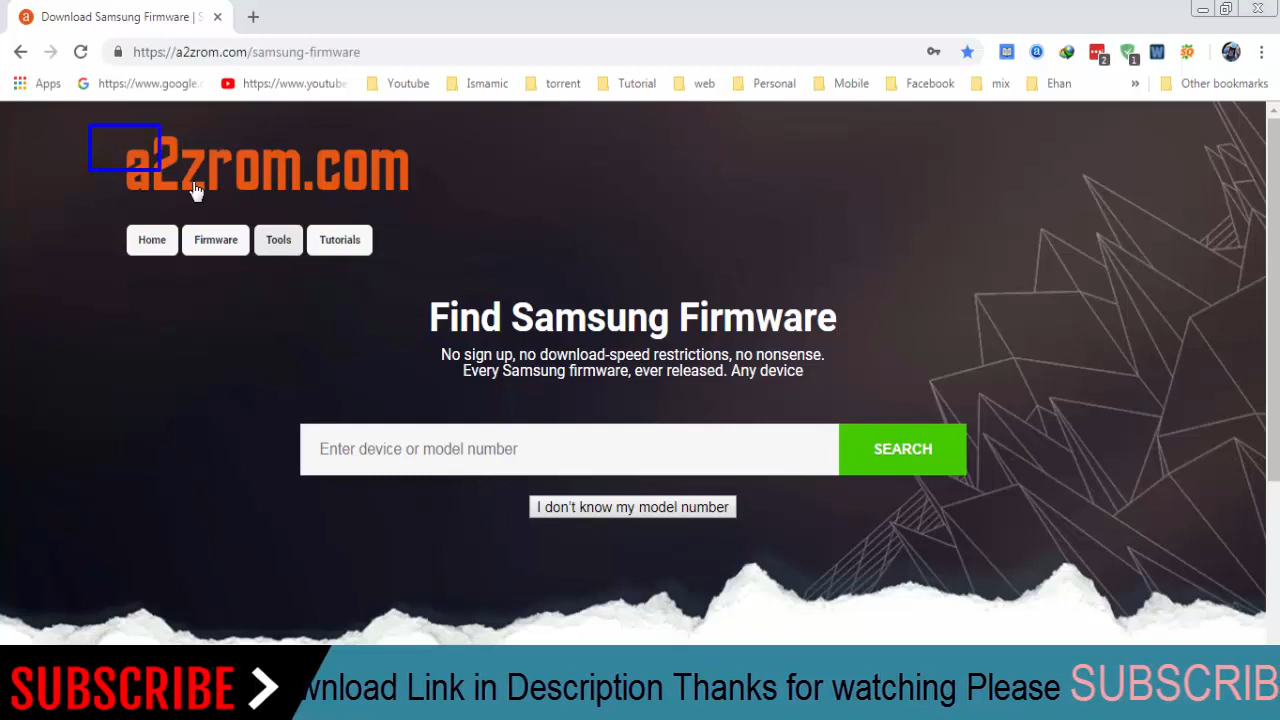 Download Samsung Firmware | S
https://a2zrom.com/samsung-firmware
2
1
Apps
https://www.google.c
https://www.youtube
Youtube
Ismamic
torrent
Tutorial
web
Personal
Mobile
Facebook
mix
Ehan
»
Other bookmarks
a2zrom.com
Home
Firmware
Tools
Tutorials
Find Samsung Firmware
No sign up, no download-speed restrictions, no nonsense.
Every Samsung firmware, ever released. Any device
Enter device or model number
SEARCH
I don't know my model number
SUBSCRIBE
wnload Link in Description Thanks for watching Please SUBSCRIB